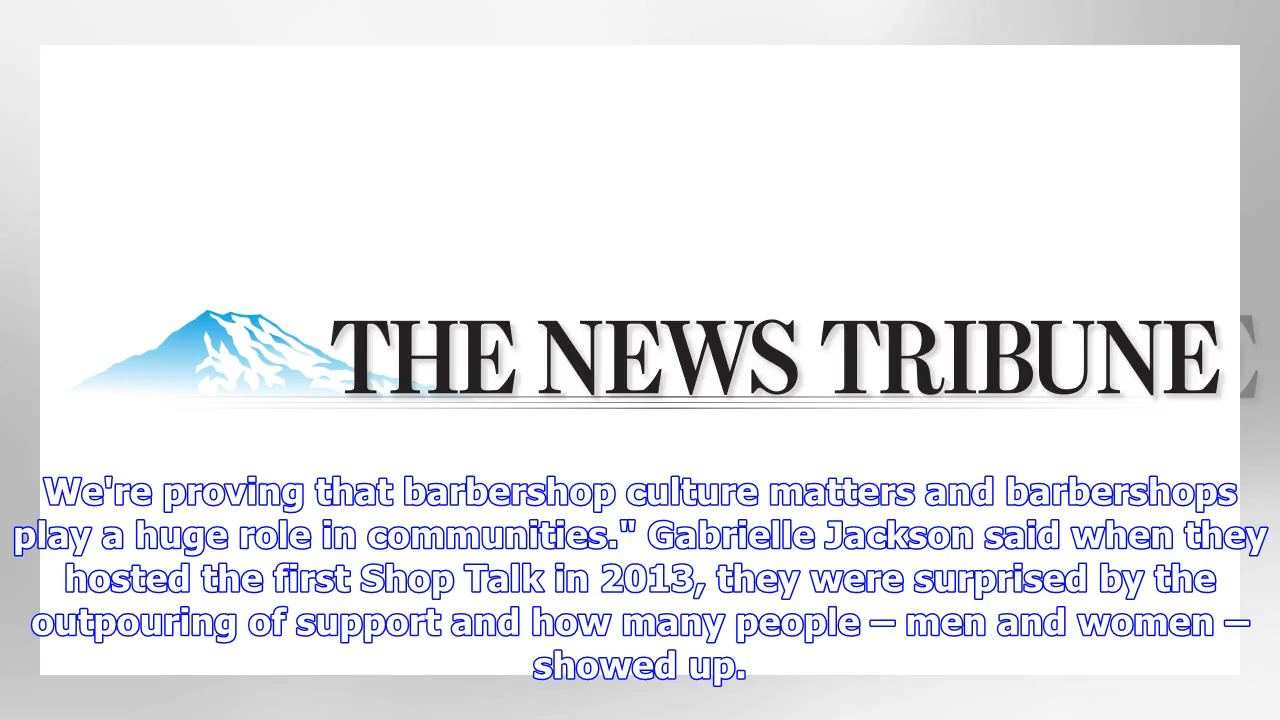 THE NEWS TRIBUNE
We're proving that barbershop culture matters and barbershops
play a huge role in communities." Gabrielle Jackson said when they
hosted the first Shop Talk in 2013, they were surprised by the
outpouring of support and how many people — men and women —
showed up.